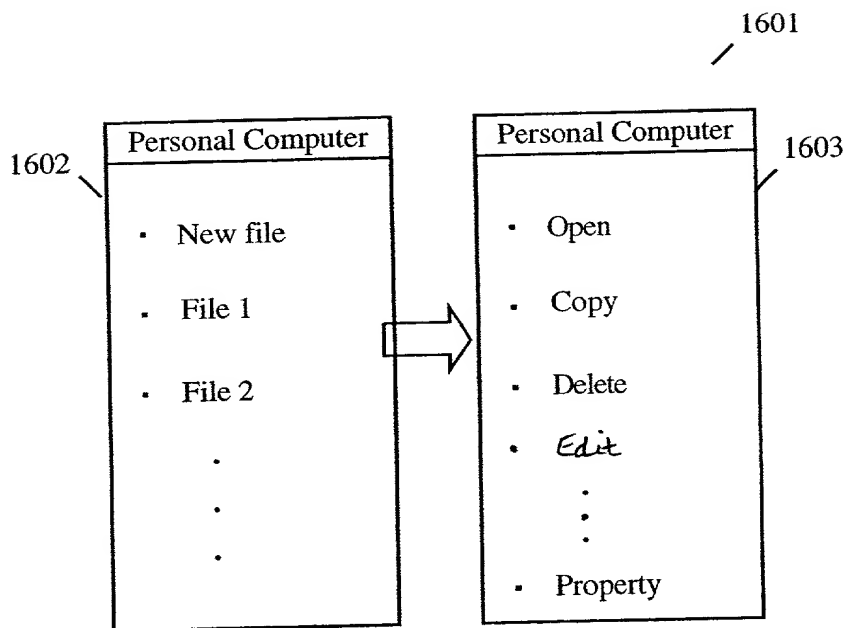 1601
Personal Computer
1602
· New file
· File 1
· File 2
Personal Computer
1603
· Open
· Copy
· Delete
· Edit
· Property